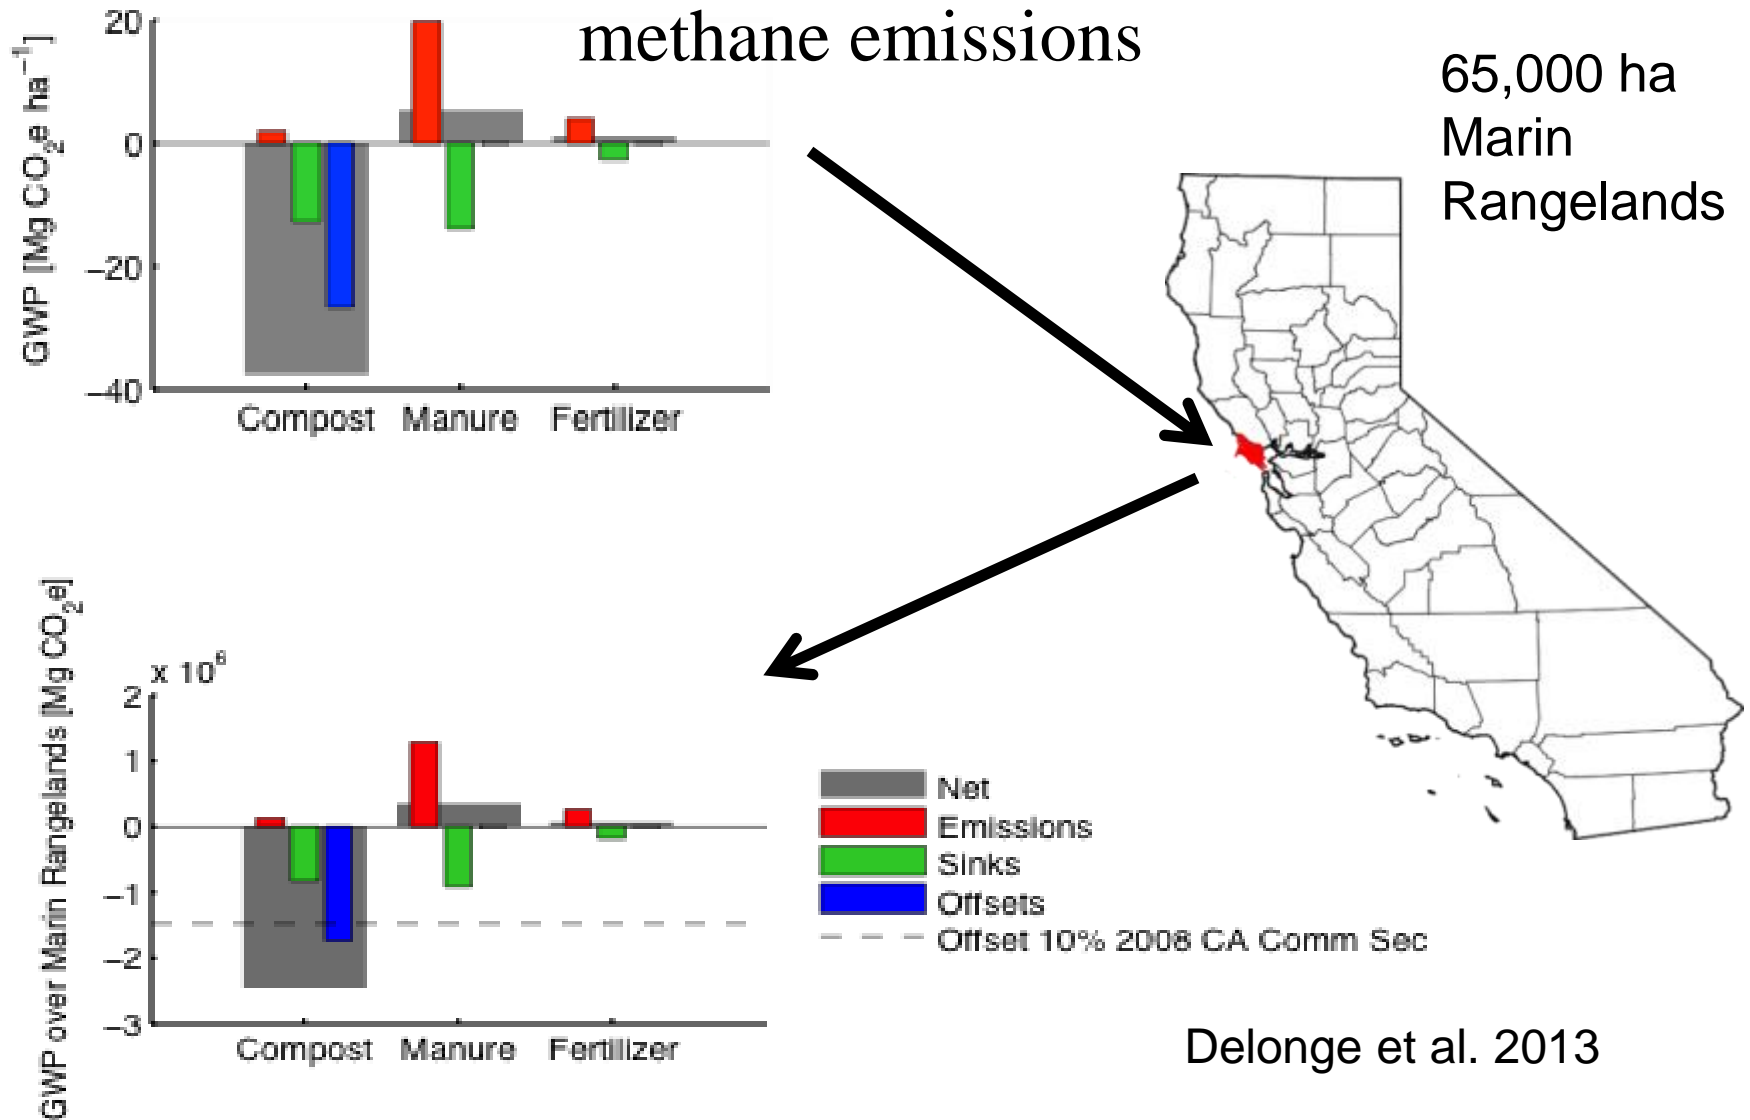 methane emissions
65,000 ha
Marin
Rangelands
GWP [Mg CO₂e ha⁻¹]
20
0
−20
−40
Compost Manure Fertilizer
GWP over Marin Rangelands [Mg CO₂e]
x 10⁶
2
1
0
−1
−2
−3
Compost Manure Fertilizer
Net
Emissions
Sinks
Offsets
Offset 10% 2008 CA Comm Sec
Delonge et al. 2013